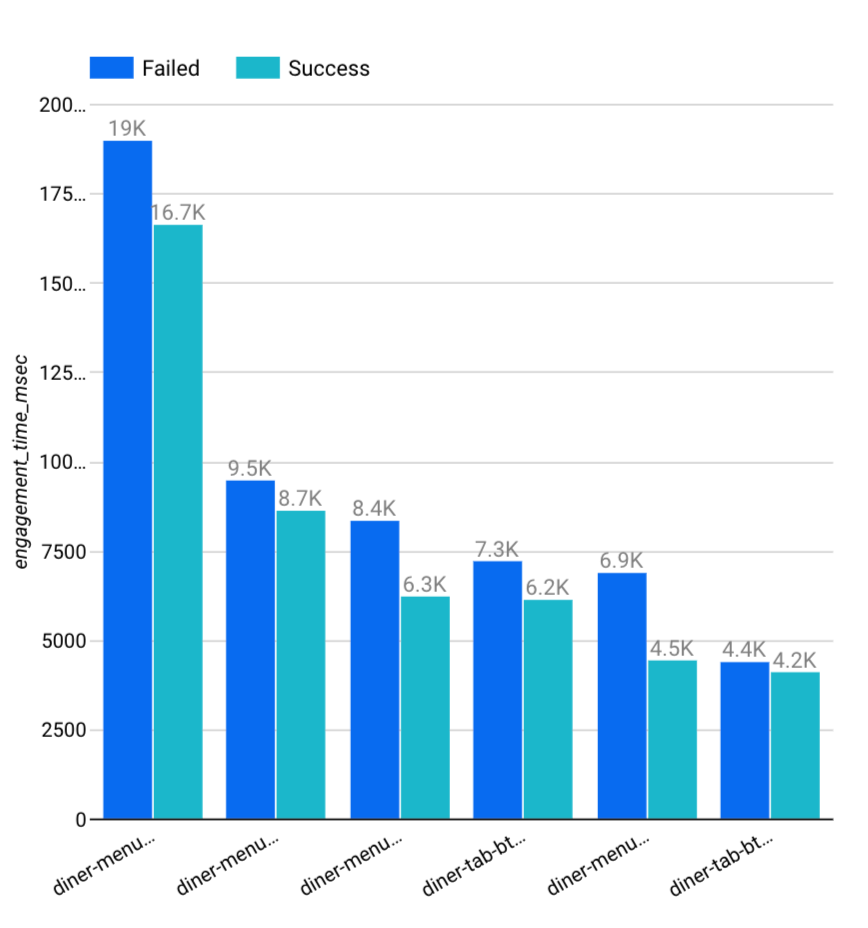 Failed Success
200...
19K
175...
16.7K
150...
125...
100...
9.5K
8.7K
8.4K
7500
7.3K
6.9K
6.3K
6.2K
5000
4.5K
4.4K
4.2K
2500
0
engagement_time_msec
diner-menu... diner-menu... diner-menu... diner-tab-bt... diner-menu... diner-tab-bt...